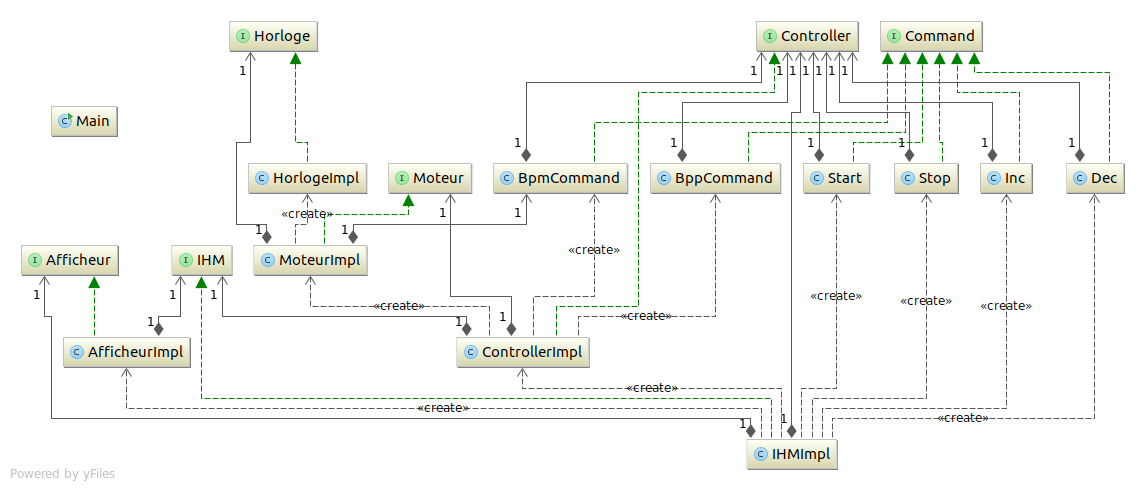 I Horloge
I Controller
I Command
1
1 1 1 1 1 1
C Main
1 1 1 1 1 1
C HorlogeImpl
I Moteur
C BpmCommand
C BppCommand
C Start
C Stop
C Inc
C Dec
«create»
1 1
1 1
«create»
I Afficheur
I IHM
C MoteurImpl
1 1 1
«create»
«create»
«create»
«create»
«create»
1 1 1
C AfficheurImpl
C ControllerImpl
«create»
«create»
«create»
1 1
C IHMImpl
Powered by yFiles